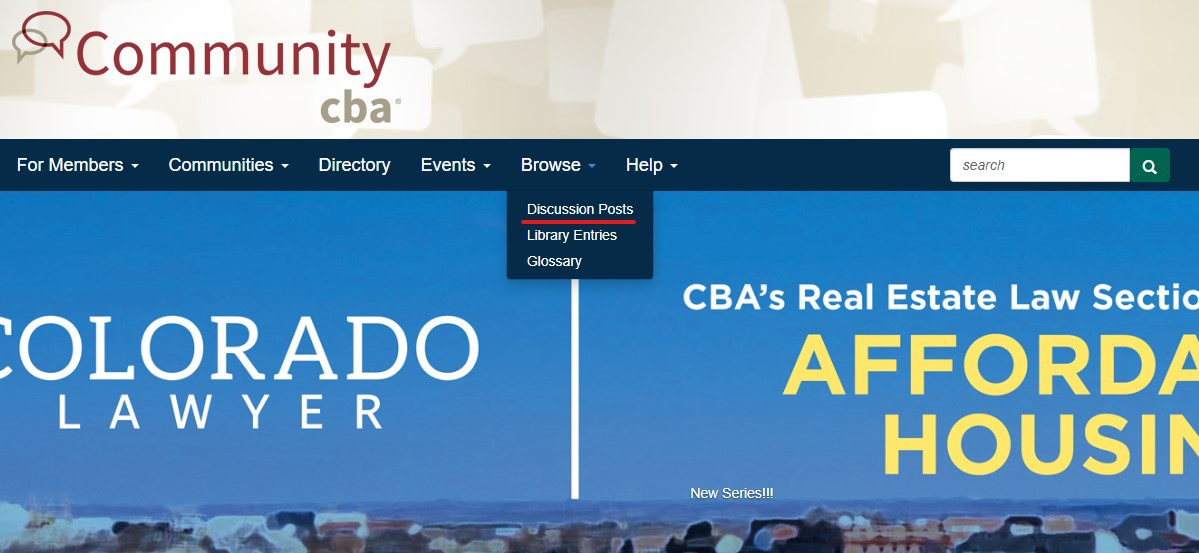 Community
cba
For Members
Communities
Directory
Events
Browse
Help
search
Discussion Posts
Library Entries
Glossary
COLORADO
LAWYER
CBA's Real Estate Law Sectio
AFFORDA
HOUSIN
New Series!!!